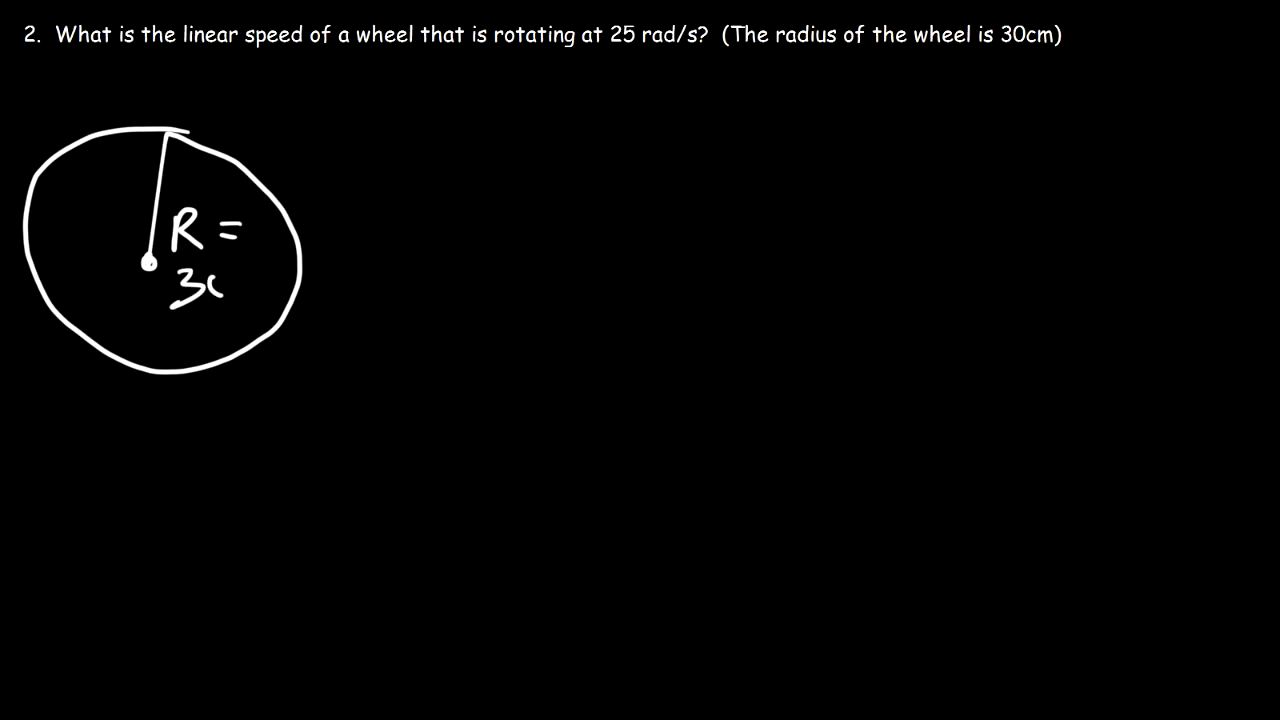 2. What is the linear speed of a wheel that is rotating at 25 rad/s? (The radius of the wheel is 30cm)
R =
3